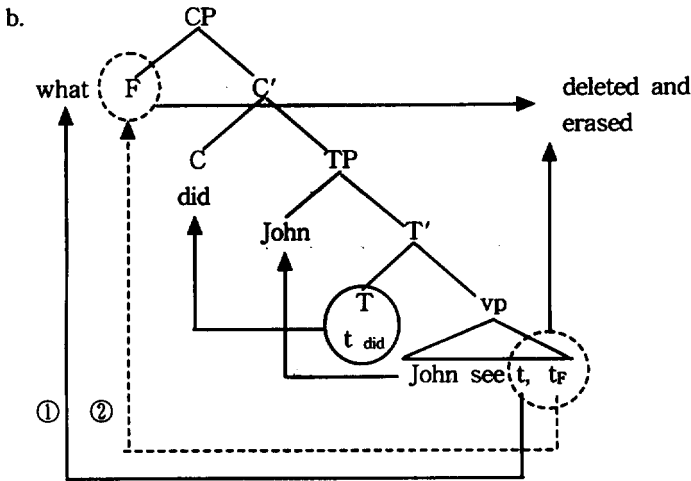 b.
CP
what F C′ deleted and
erased
C TP
did
John T′
T vp
t did
John see t, tF
① ②